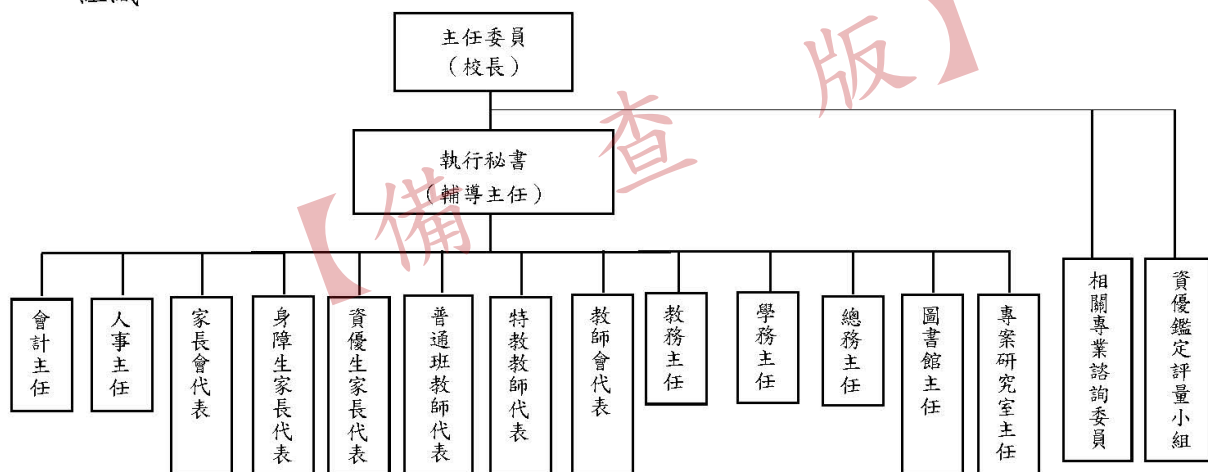 主任委員
（校長）
執行秘書
（輔導主任）
【備查版】
會計主任
人事主任
家長會代表
身障生家長代表
資優生家長代表
普通班教師代表
特教教師代表
教師會代表
教務主任
學務主任
總務主任
圖書館主任
專案研究室主任
相關專業諮詢委員
資優鑑定評量小組